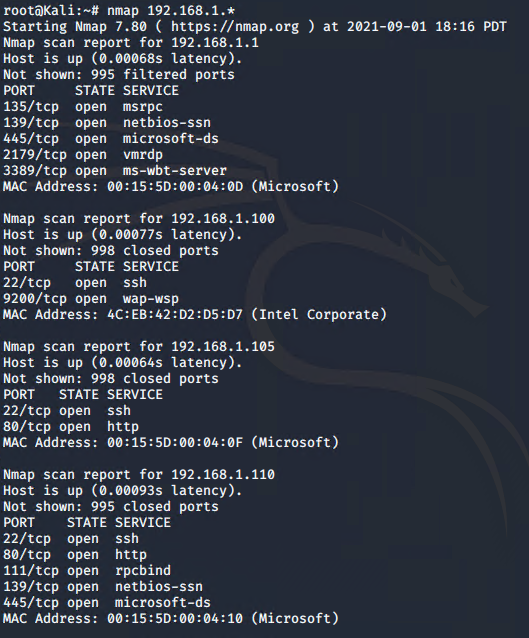 root@Kali:~# nmap 192.168.1.*
Starting Nmap 7.80 ( https://nmap.org ) at 2021-09-01 18:16 PDT
Nmap scan report for 192.168.1.1
Host is up (0.00068s latency).
Not shown: 995 filtered ports
PORT     STATE SERVICE
135/tcp  open  msrpc
139/tcp  open  netbios-ssn
445/tcp  open  microsoft-ds
2179/tcp open  vmrdp
3389/tcp open  ms-wbt-server
MAC Address: 00:15:5D:00:04:0D (Microsoft)

Nmap scan report for 192.168.1.100
Host is up (0.00077s latency).
Not shown: 998 closed ports
PORT     STATE SERVICE
22/tcp   open  ssh
9200/tcp open  wap-wsp
MAC Address: 4C:EB:42:D2:D5:D7 (Intel Corporate)

Nmap scan report for 192.168.1.105
Host is up (0.00064s latency).
Not shown: 998 closed ports
PORT   STATE SERVICE
22/tcp open  ssh
80/tcp open  http
MAC Address: 00:15:5D:00:04:0F (Microsoft)

Nmap scan report for 192.168.1.110
Host is up (0.00093s latency).
Not shown: 995 closed ports
PORT    STATE SERVICE
22/tcp  open  ssh
80/tcp  open  http
111/tcp open  rpcbind
139/tcp open  netbios-ssn
445/tcp open  microsoft-ds
MAC Address: 00:15:5D:00:04:10 (Microsoft)